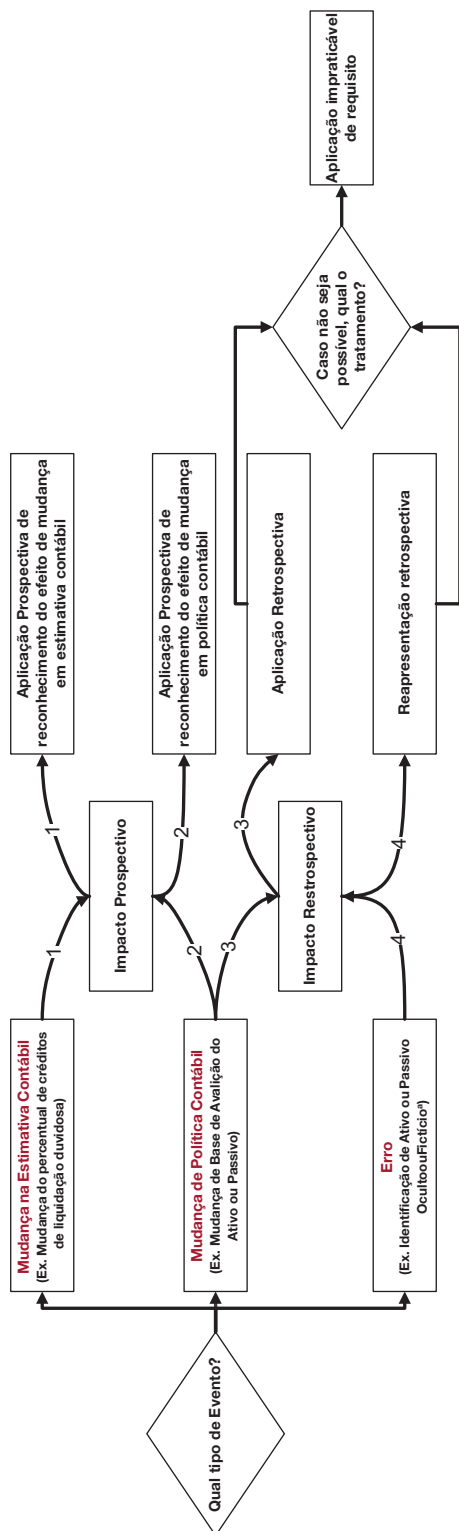 Qual tipo de Evento?
Mudança na Estimativa Contábil
(Ex. Mudança do percentual de créditos
de liquidação duvidosa)
Mudança de Política Contábil
(Ex. Mudança de Base de Avalição do
Ativo ou Passivo)
Erro
(Ex. Identificação de Ativo ou Passivo
OcultoouFictícioª)
1
2
3
4
Impacto Prospectivo
Impacto Restrospectivo
1
2
3
4
Aplicação Prospectiva de
reconhecimento do efeito de mudança
em estimativa contábil
Aplicação Prospectiva de
reconhecimento do efeito de mudança
em política contábil
Aplicação Retrospectiva
Reapresentação retrospectiva
Caso não seja
possível, qual o
tratamento?
Aplicação impraticável
de requisito